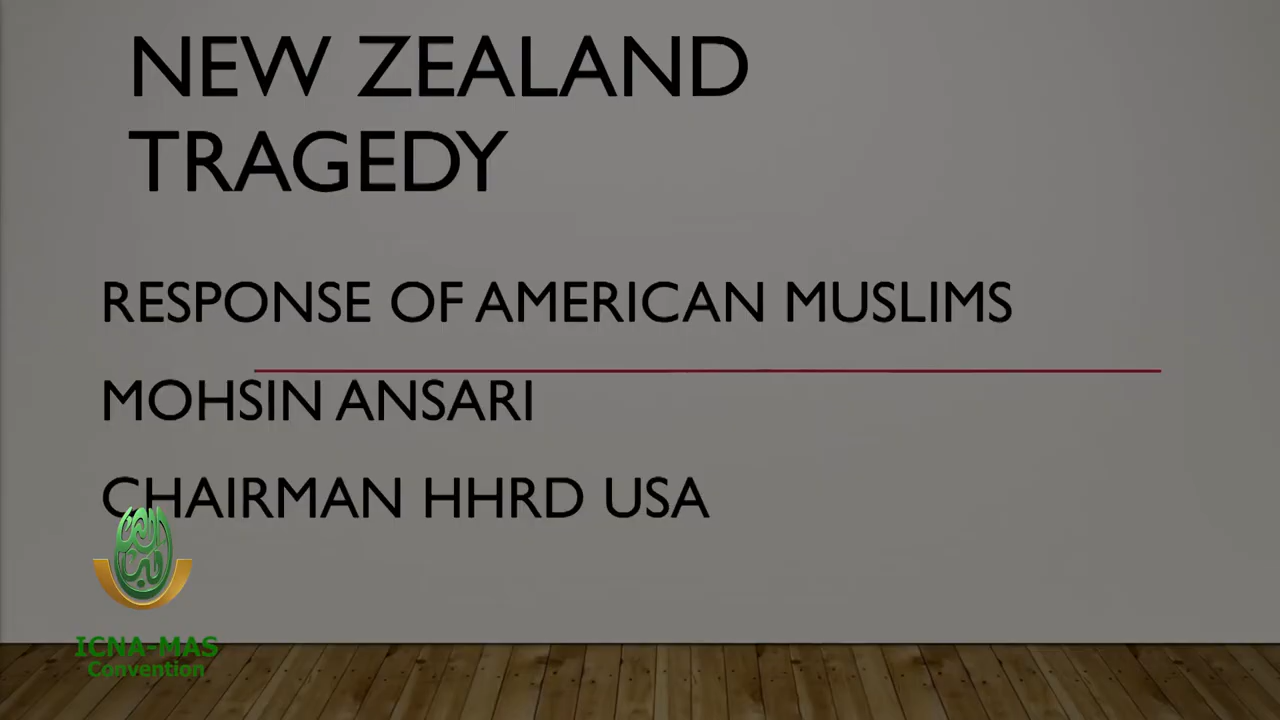 NEW ZEALAND
TRAGEDY
RESPONSE OF AMERICAN MUSLIMS
MOHSIN ANSARI
CHAIRMAN HHRD USA
ICNA-MAS
Convention